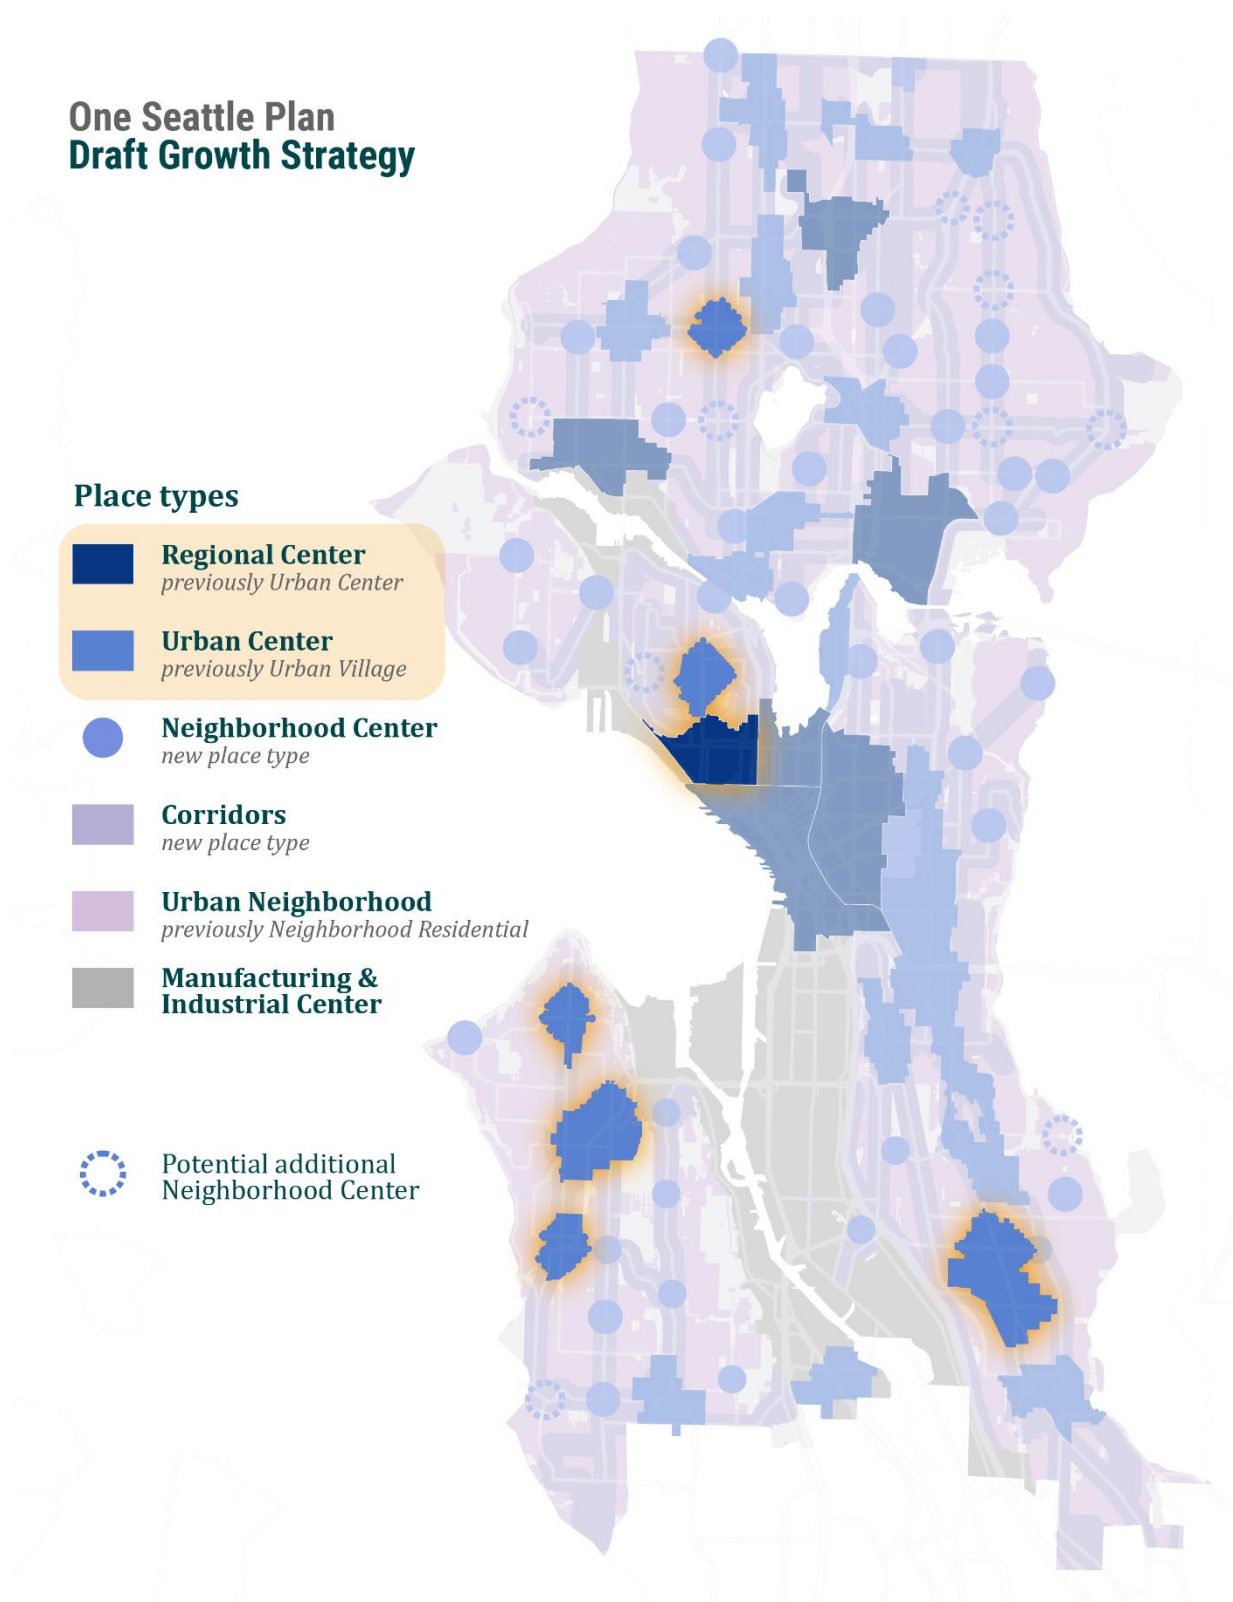 One Seattle Plan
Draft Growth Strategy
Place types
Regional Center
previously Urban Center
Urban Center
previously Urban Village
Neighborhood Center
new place type
Corridors
new place type
Urban Neighborhood
previously Neighborhood Residential
Manufacturing &
Industrial Center
Potential additional
Neighborhood Center